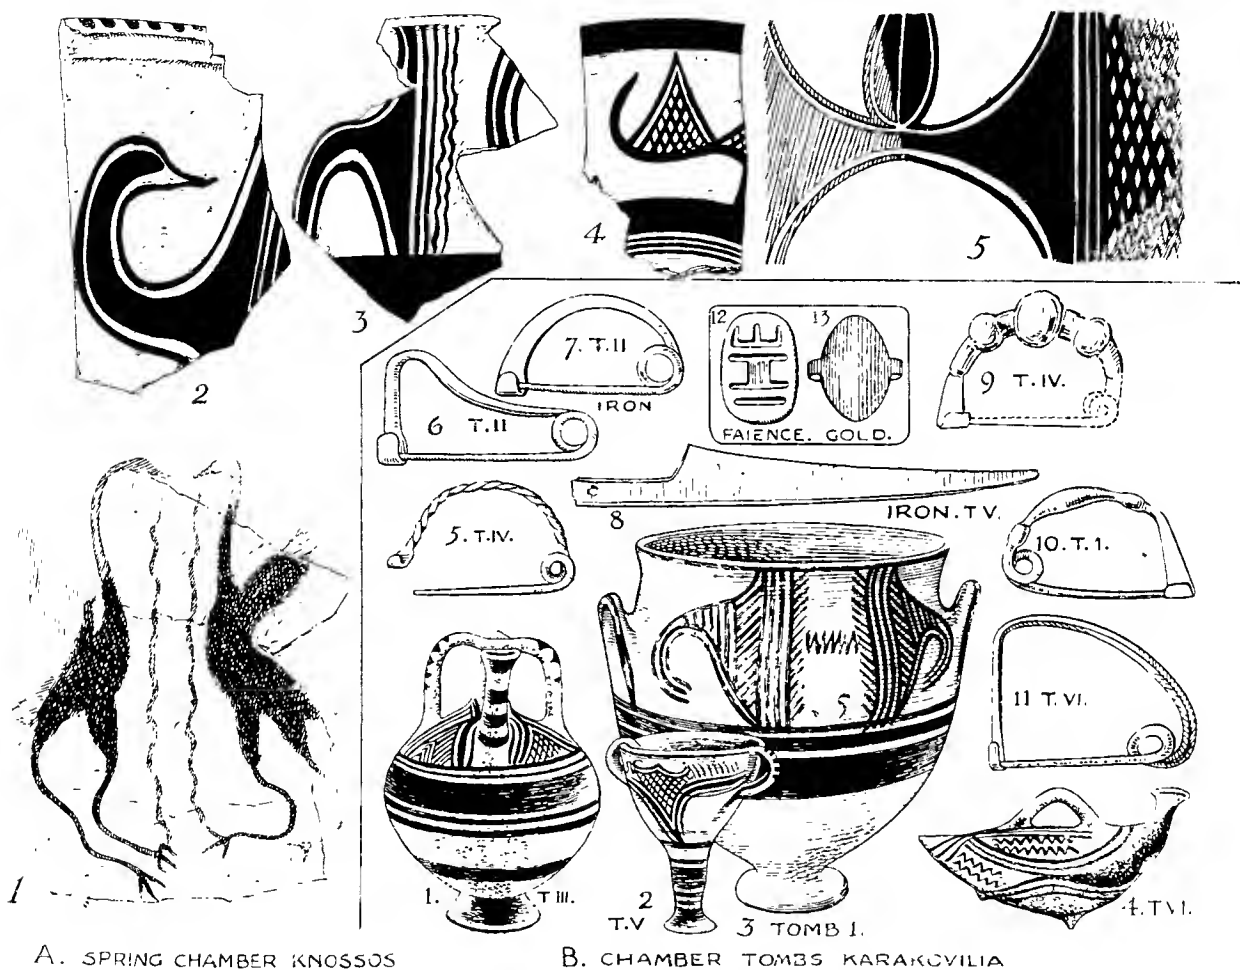 2
3
4
5
1
7. T. II
IRON
6 T. II
12
13
FAIENCE. GOLD.
9 T. IV.
8
IRON. T V.
5. T. IV.
10. T. 1.
11 T. VI.
5
1. T III.
2
T. V
3 TOMB 1.
4. T VI.
A. SPRING CHAMBER KNOSSOS
B. CHAMBER TOMBS KARAKOVILIA